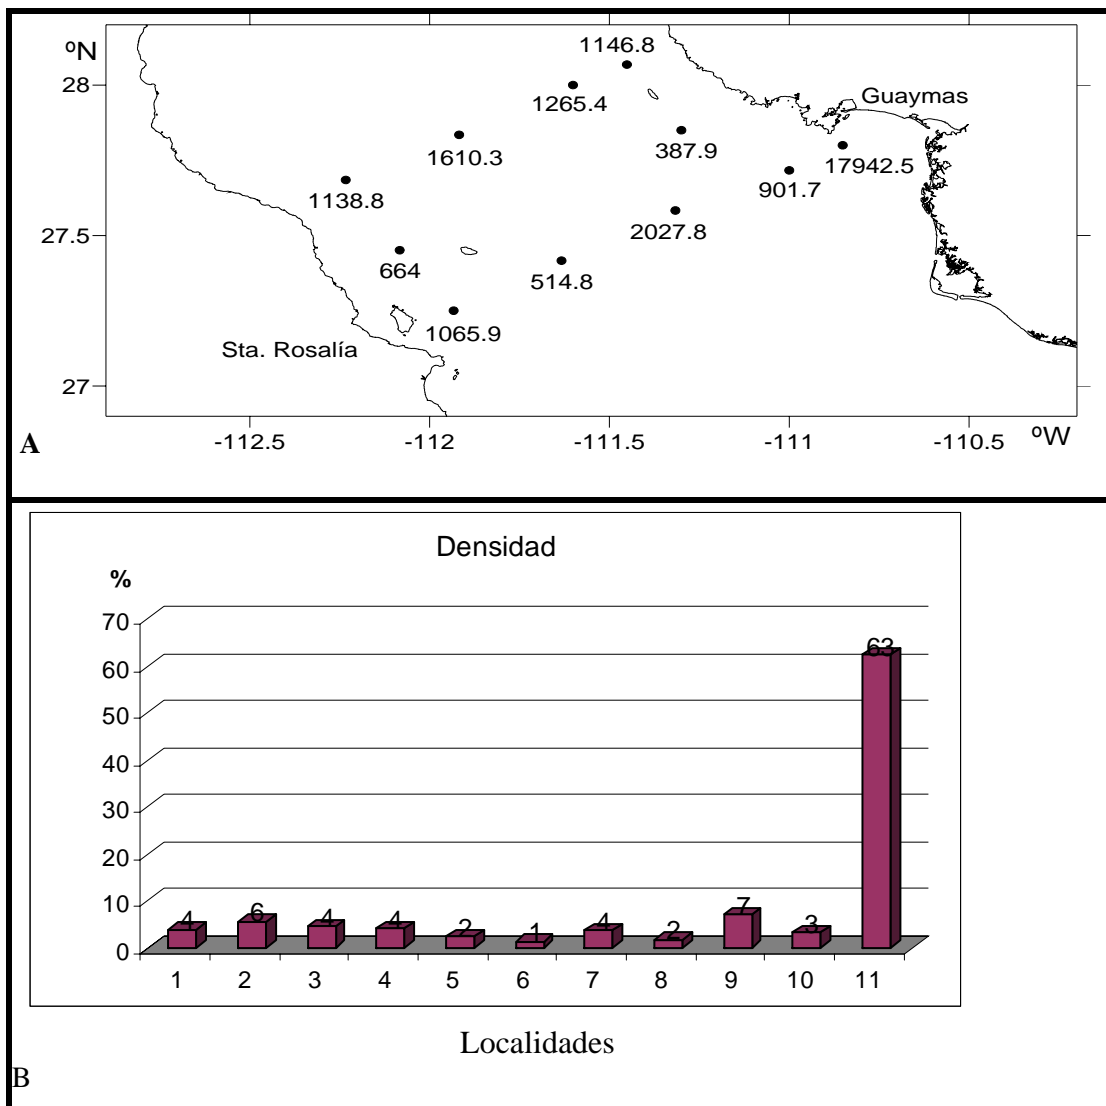 ºN
1146.8
28
1265.4
Guaymas
1610.3
387.9
17942.5
901.7
1138.8
2027.8
27.5
664
514.8
1065.9
Sta. Rosalía
27
-112.5 -112 -111.5 -111 -110.5 ºW
A
Densidad
%
70
60
50
40
30
20
10
0
4 6 4 4 2 1 4 2 7 3 63
1 2 3 4 5 6 7 8 9 10 11
Localidades
B